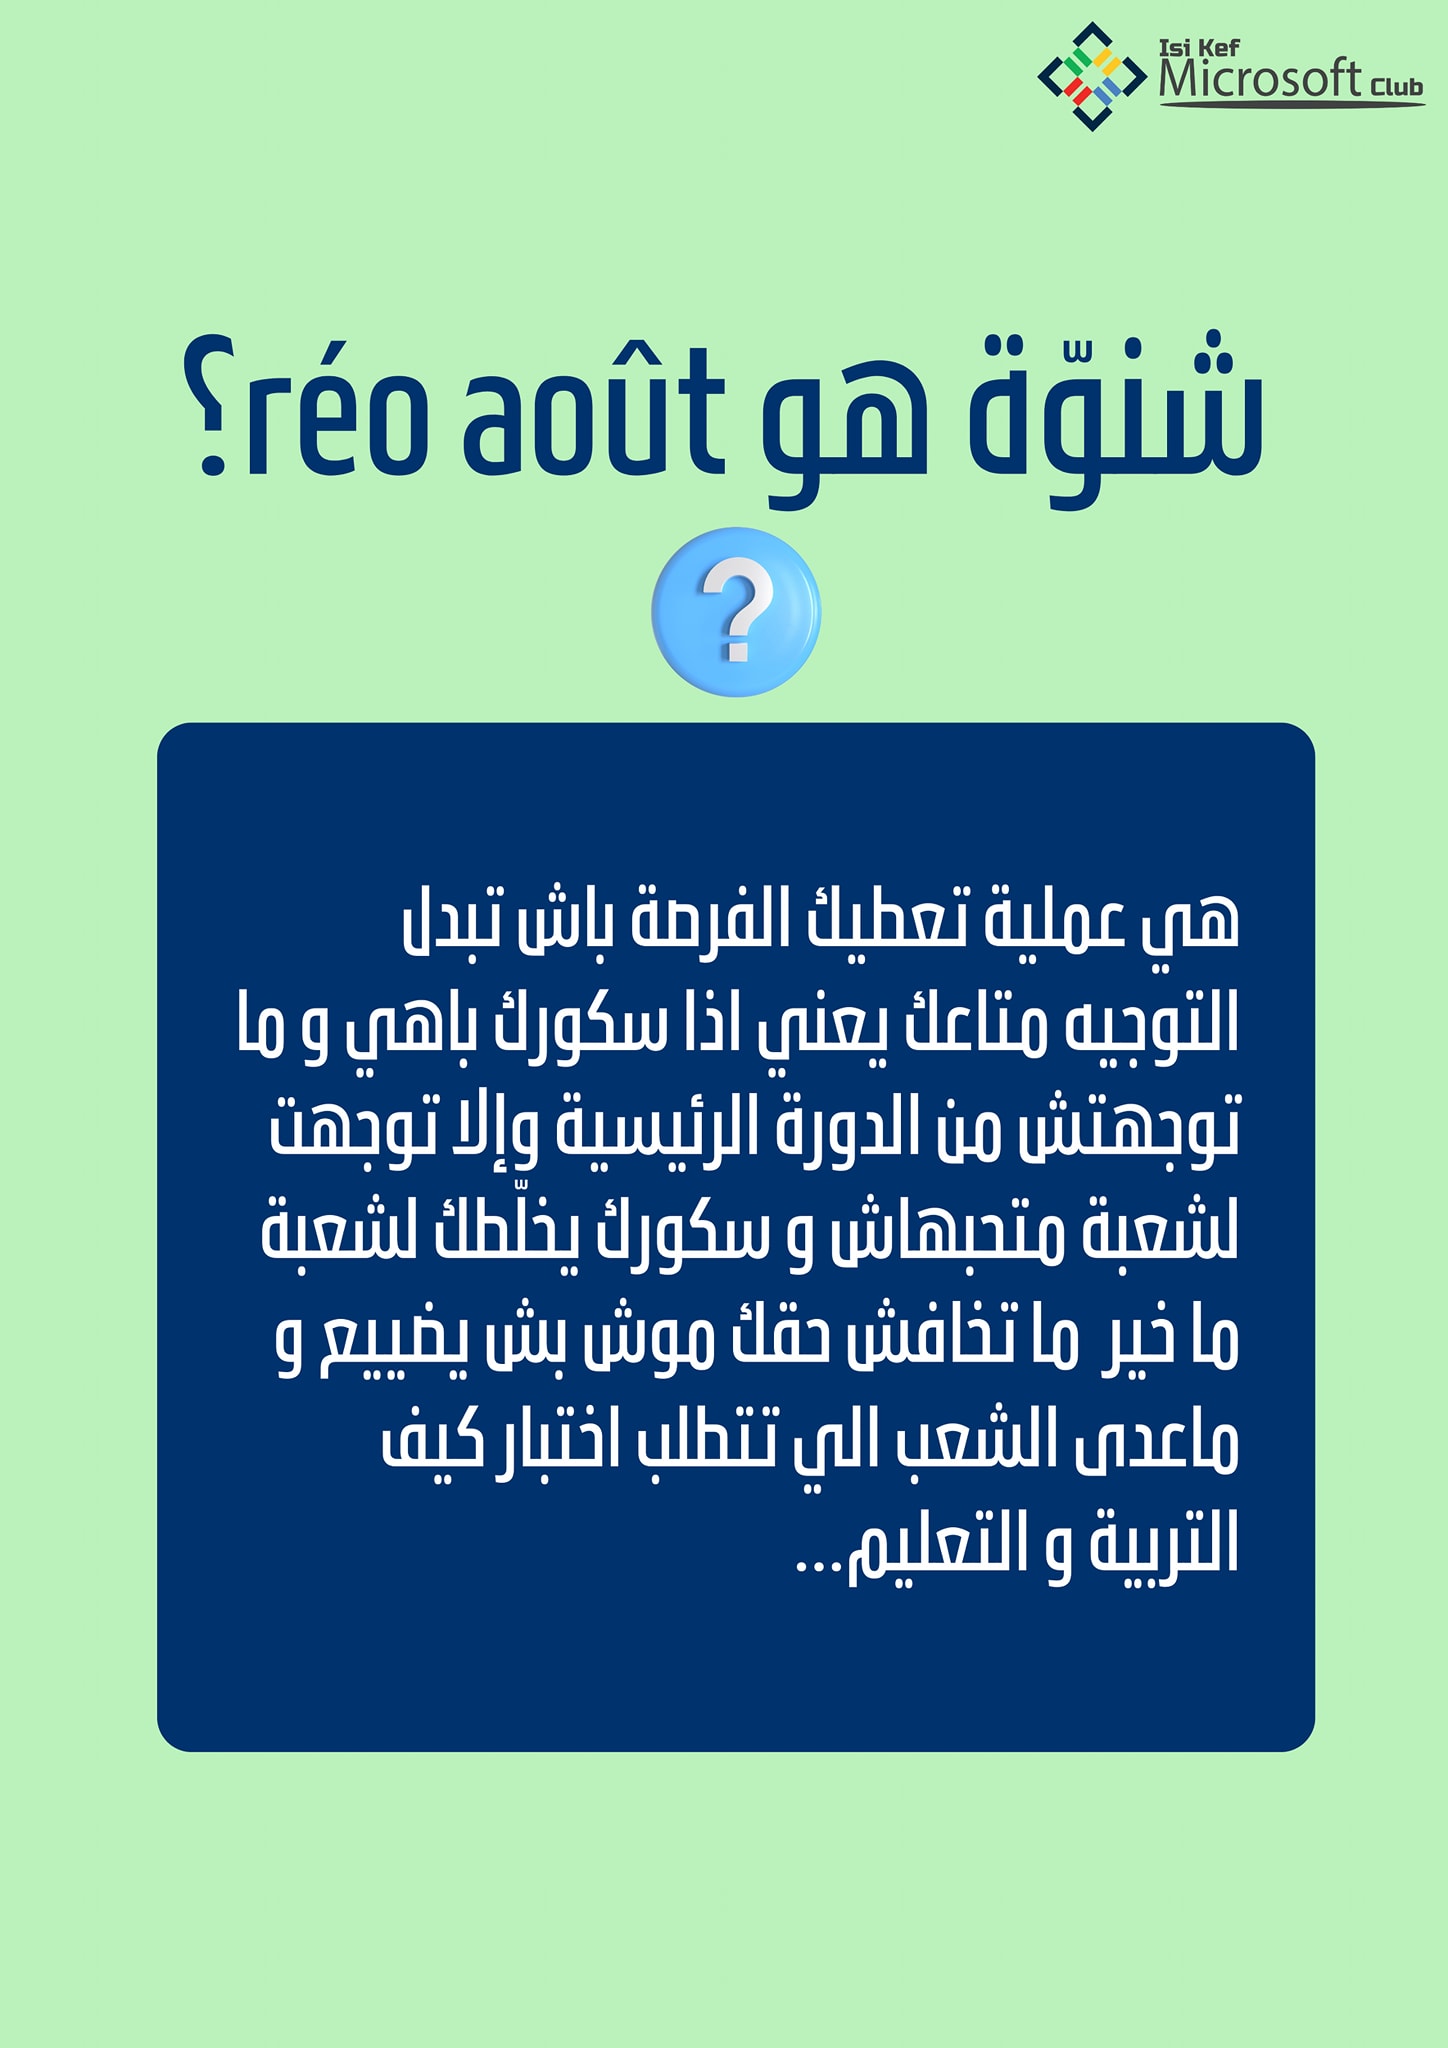 Isi Kef
Microsoft Club
شنوّة هو réo août؟
?
هي عملية تعطيك الفرصة باش تبدل
التوجيه متاعك يعني اذا سكورك باهي و ما
توجهتش من الدورة الرئيسية وإلا توجهت
لشعبة متحبهاش و سكورك يخلّطك لشعبة
ما خير ما تخافش حقك موش بش يضييع و
ماعدى الشعب الي تتطلب اختبار كيف
التربية و التعليم...